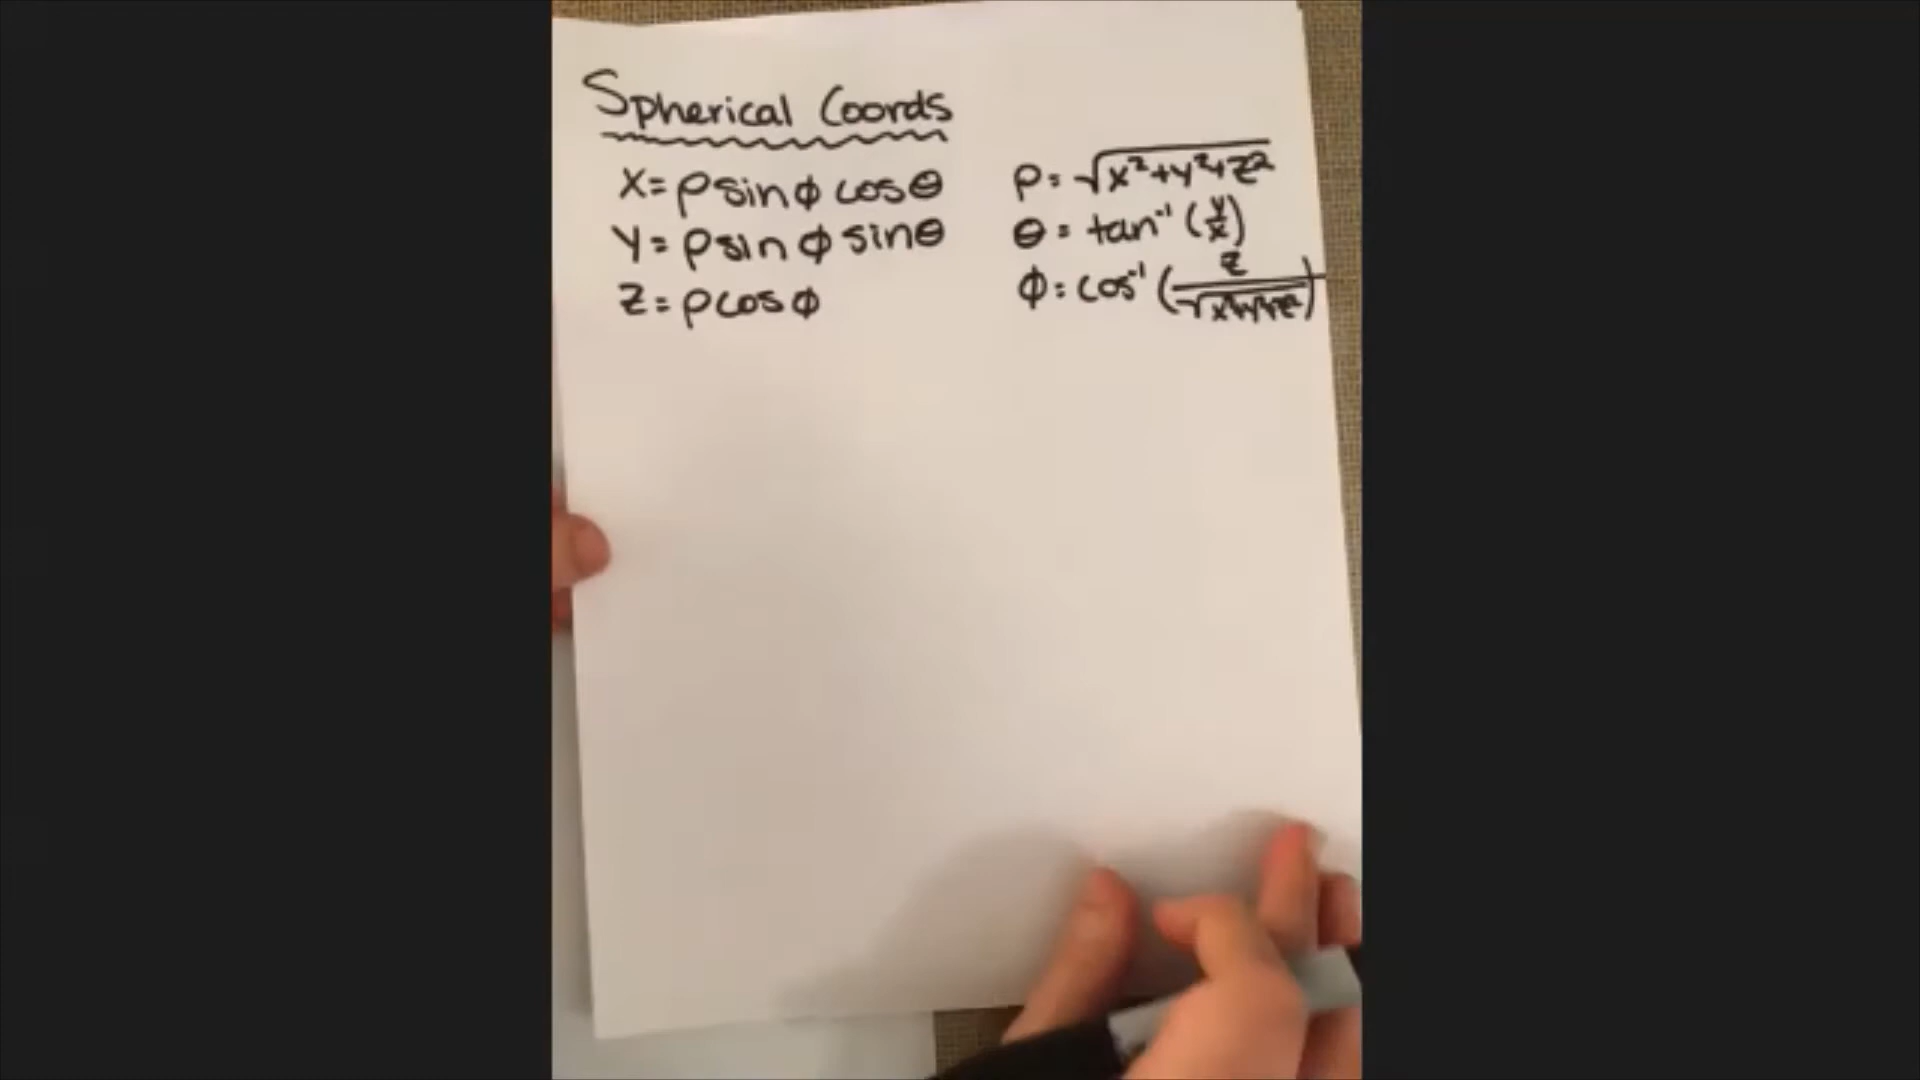 Spherical Coords
X = ρ sin φ cos θ
Y = ρ sin φ sin θ
Z = ρ cos φ
ρ = √x²+y²+z²
θ = tan⁻¹ (y/x)
φ = cos⁻¹ (z/√x²+y²+z²)